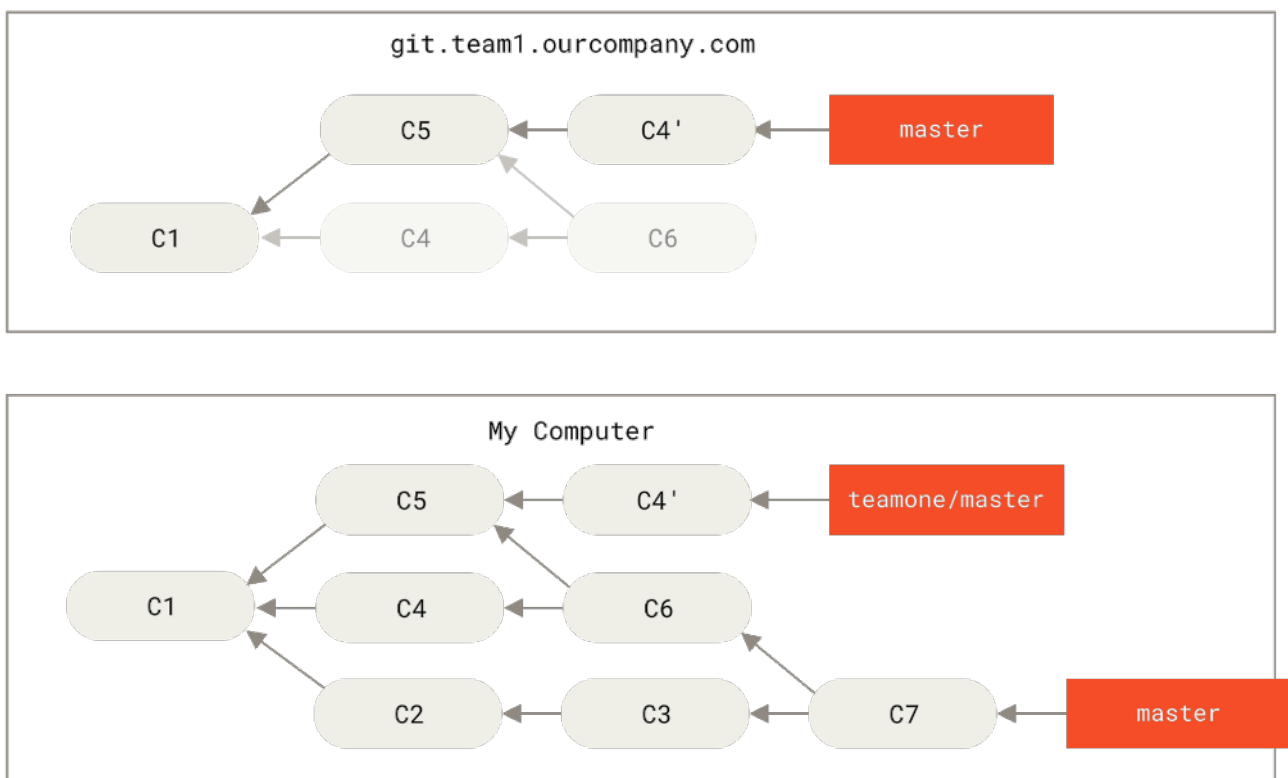 git.team1.ourcompany.com
C5 C4' master
C1 C4 C6
My Computer
C5 C4' teamone/master
C1 C4 C6
C2 C3 C7 master